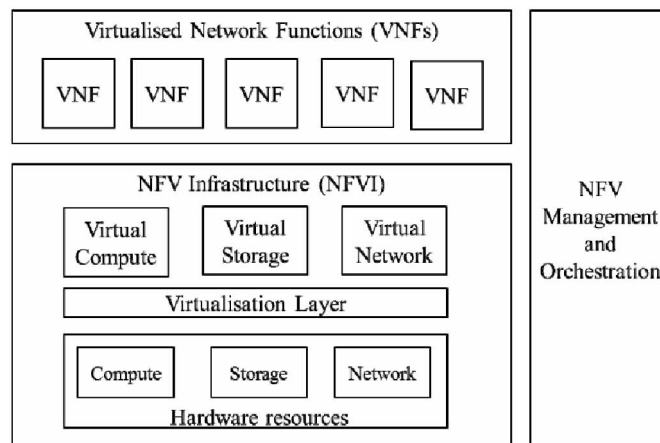 Virtualised Network Functions (VNFs)
VNF VNF VNF VNF VNF
NFV Infrastructure (NFVI)
Virtual Compute
Virtual Storage
Virtual Network
Virtualisation Layer
Compute Storage Network
Hardware resources
NFV
Management
and
Orchestration